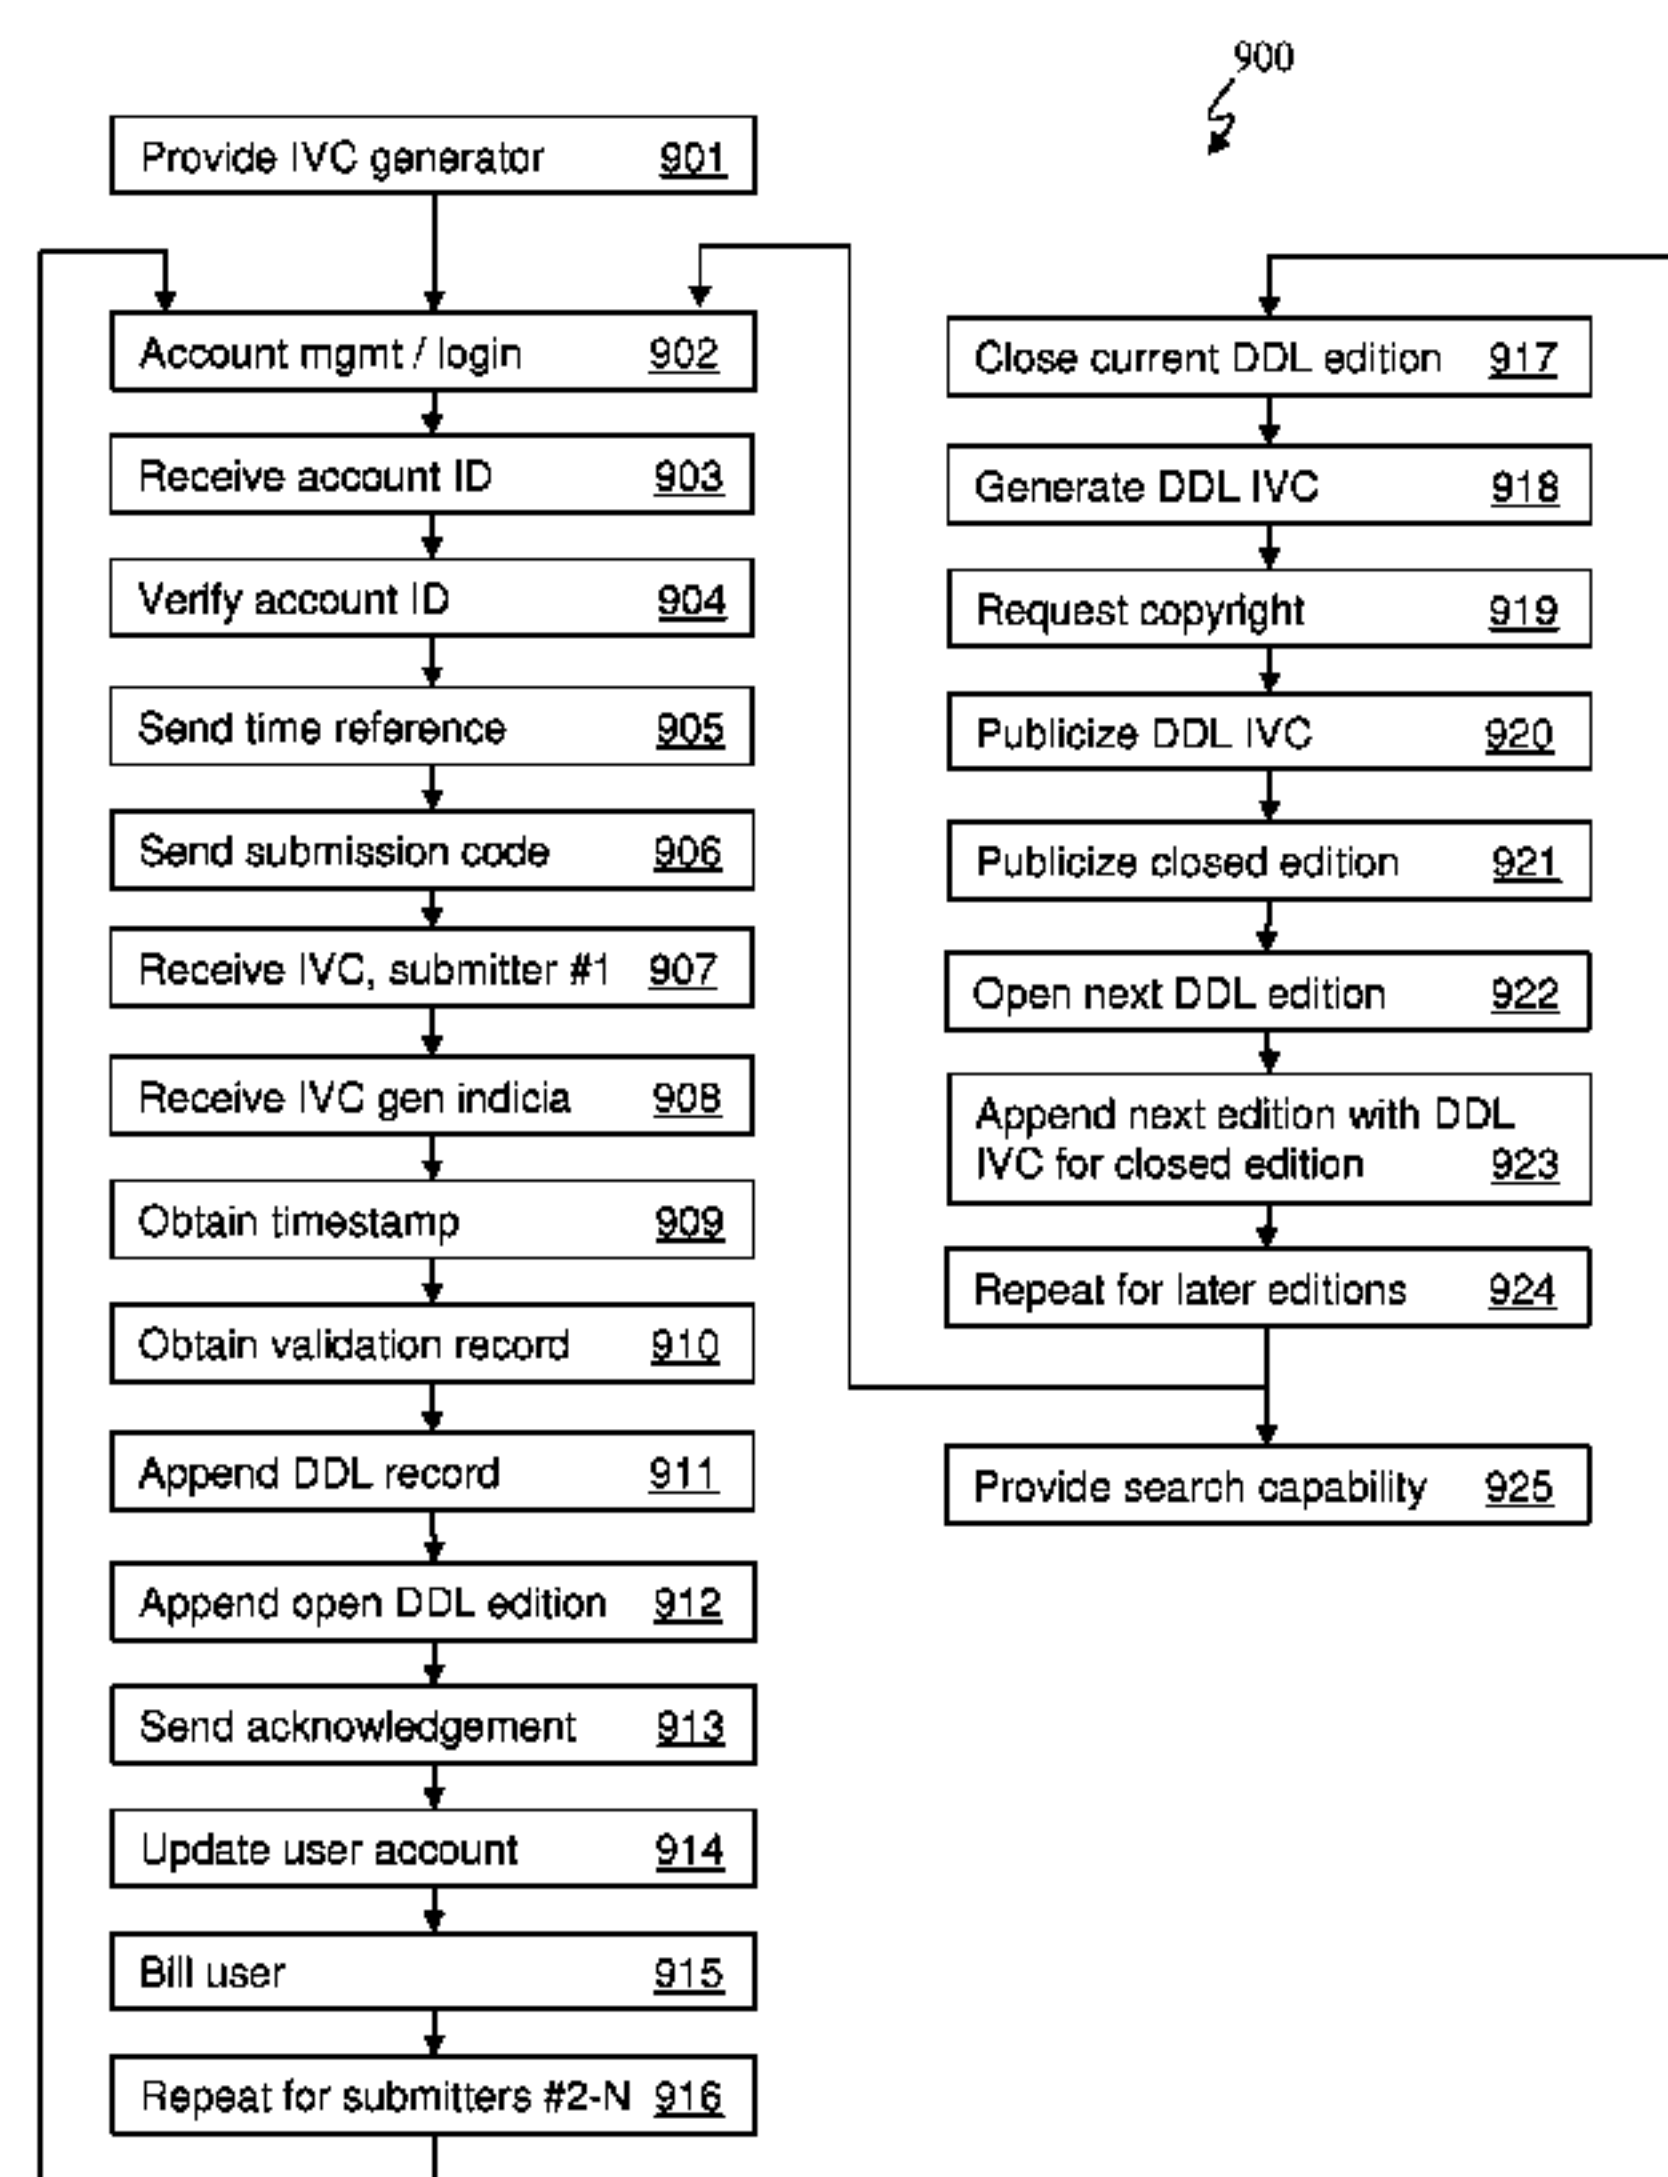 900
Provide IVC generator 901
Account mgmt / login 902
Receive account ID 903
Verify account ID 904
Send time reference 905
Send submission code 906
Receive IVC, submitter #1 907
Receive IVC gen indicia 908
Obtain timestamp 909
Obtain validation record 910
Append DDL record 911
Append open DDL edition 912
Send acknowledgement 913
Update user account 914
Bill user 915
Repeat for submitters #2-N 916
Close current DDL edition 917
Generate DDL IVC 918
Request copyright 919
Publicize DDL IVC 920
Publicize closed edition 921
Open next DDL edition 922
Append next edition with DDL
IVC for closed edition 923
Repeat for later editions 924
Provide search capability 925